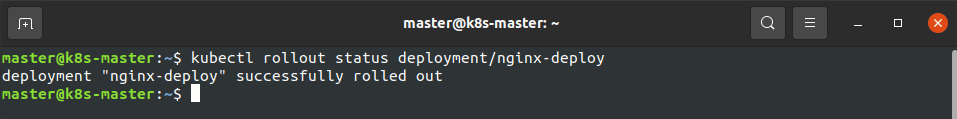 master@k8s-master: ~
master@k8s-master:~$ kubectl rollout status deployment/nginx-deploy
deployment "nginx-deploy" successfully rolled out
master@k8s-master:~$